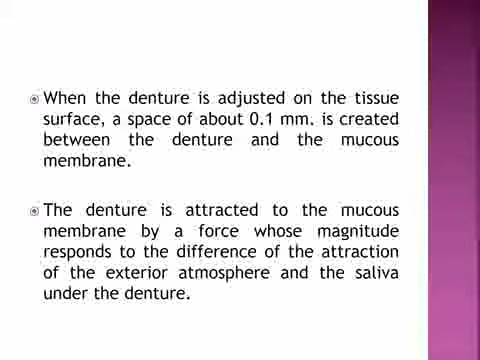 When the denture is adjusted on the tissue
surface, a space of about 0.1 mm. is created
between the denture and the mucous
membrane.
The denture is attracted to the mucous
membrane by a force whose magnitude
responds to the difference of the attraction
of the exterior atmosphere and the saliva
under the denture.